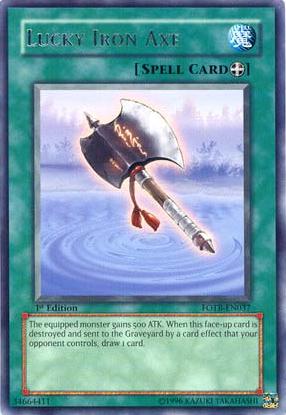 Lucky Iron Axe
[Spell Card]
1st Edition FOTB-EN037
The equipped monster gains 500 ATK. When this face-up card is
destroyed and sent to the Graveyard by a card effect that your
opponent controls, draw 1 card.
34664411 ©1996 KAZUKI TAKAHASHI